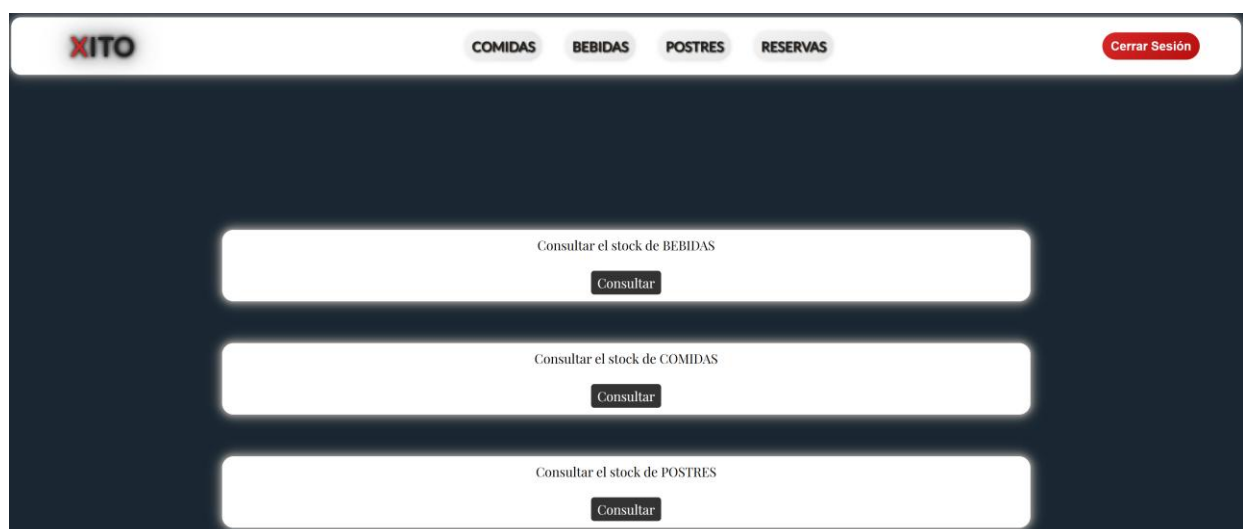 XITO
COMIDAS BEBIDAS POSTRES RESERVAS
Cerrar Sesión
Consultar el stock de BEBIDAS
Consultar
Consultar el stock de COMIDAS
Consultar
Consultar el stock de POSTRES
Consultar